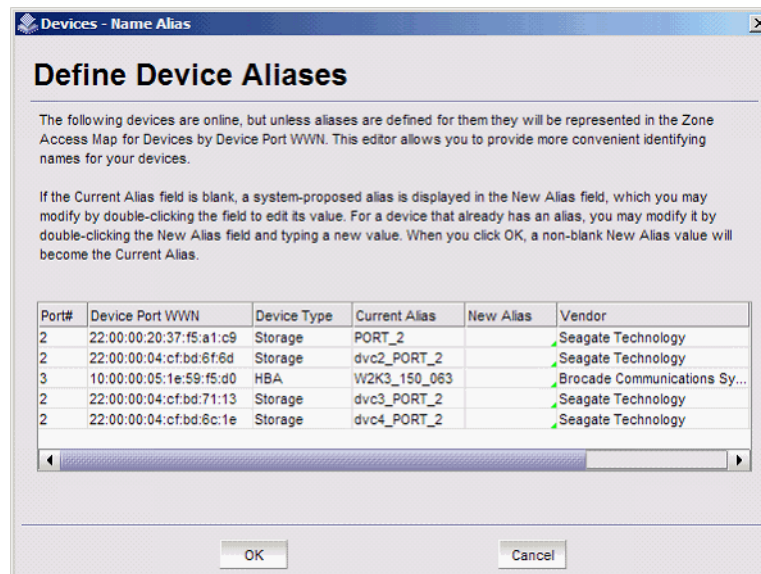 Devices - Name Alias
Define Device Aliases
The following devices are online, but unless aliases are defined for them they will be represented in the Zone
Access Map for Devices by Device Port WWN. This editor allows you to provide more convenient identifying
names for your devices.
If the Current Alias field is blank, a system-proposed alias is displayed in the New Alias field, which you may
modify by double-clicking the field to edit its value. For a device that already has an alias, you may modify it by
double-clicking the New Alias field and typing a new value. When you click OK, a non-blank New Alias value will
become the Current Alias.
Port# Device Port WWN Device Type Current Alias New Alias Vendor
2 22:00:00:20:37:f5:a1:c9 Storage PORT_2 Seagate Technology
2 22:00:00:04:cf:bd:6f:6d Storage dvc2_PORT_2 Seagate Technology
3 10:00:00:05:1e:59:f5:d0 HBA W2K3_150_063 Brocade Communications Sy...
2 22:00:00:04:cf:bd:71:13 Storage dvc3_PORT_2 Seagate Technology
2 22:00:00:04:cf:bd:6c:1e Storage dvc4_PORT_2 Seagate Technology
OK Cancel